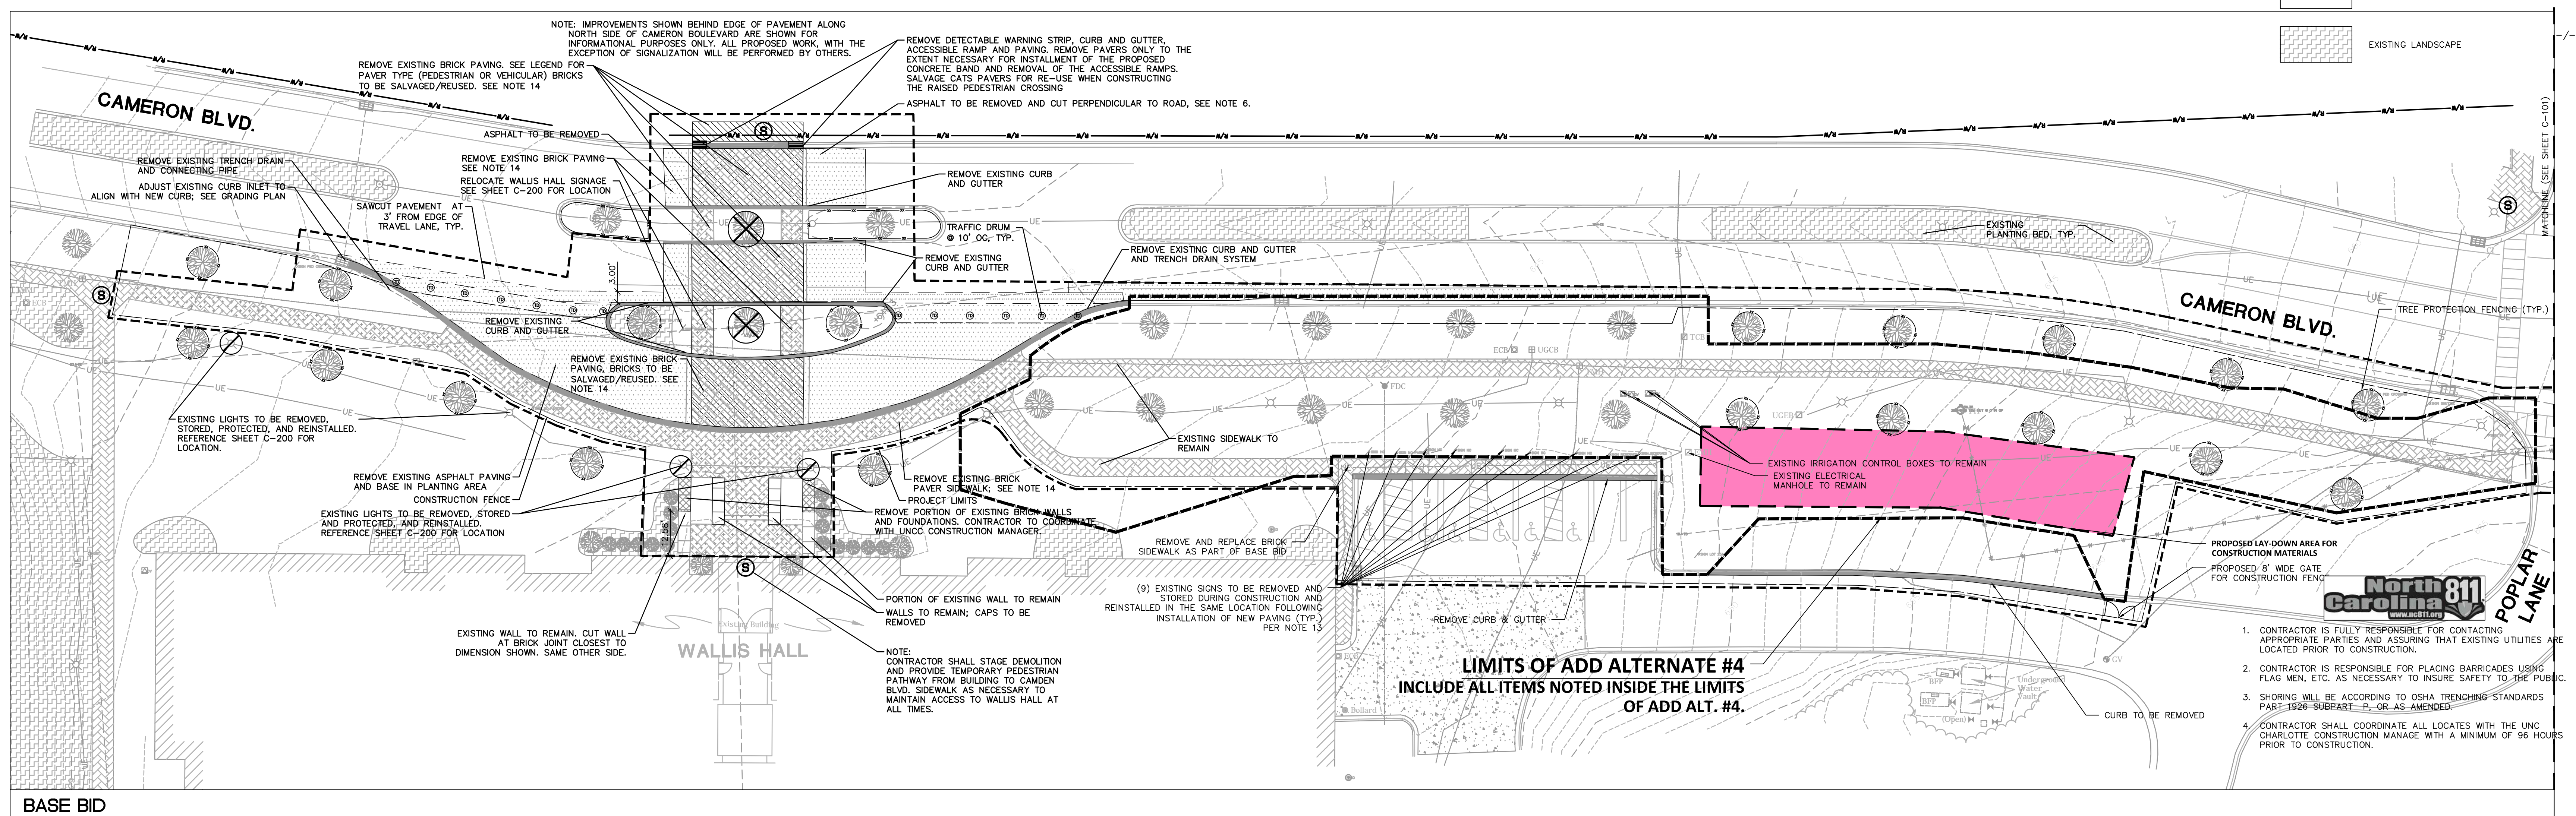 NOTE: IMPROVEMENTS SHOWN BEHIND EDGE OF PAVEMENT ALONG
NORTH SIDE OF CAMERON BOULEVARD ARE SHOWN FOR
INFORMATIONAL PURPOSES ONLY. ALL PROPOSED WORK, WITH THE
EXCEPTION OF SIGNALIZATION WILL BE PERFORMED BY OTHERS.
REMOVE DETECTABLE WARNING STRIP, CURB AND GUTTER,
ACCESSIBLE RAMP AND PAVING. REMOVE PAVERS ONLY TO THE
EXTENT NECESSARY FOR INSTALLMENT OF THE PROPOSED
CONCRETE BAND AND REMOVAL OF THE ACCESSIBLE RAMPS.
SALVAGE CATS PAVERS FOR RE-USE WHEN CONSTRUCTING
THE RAISED PEDESTRIAN CROSSING
EXISTING LANDSCAPE
REMOVE EXISTING BRICK PAVING. SEE LEGEND FOR
PAVER TYPE (PEDESTRIAN OR VEHICULAR) BRICKS
TO BE SALVAGED/REUSED. SEE NOTE 14
CAMERON BLVD.
ASPHALT TO BE REMOVED AND CUT PERPENDICULAR TO ROAD, SEE NOTE 6.
MATCHLINE (SEE SHEET C-101)
ASPHALT TO BE REMOVED
REMOVE EXISTING TRENCH DRAIN
AND CONNECTING PIPE
ADJUST EXISTING CURB INLET TO
ALIGN WITH NEW CURB; SEE GRADING PLAN
REMOVE EXISTING BRICK PAVING
SEE NOTE 14
RELOCATE WALLIS HALL SIGNAGE
SEE SHEET C-200 FOR LOCATION
SAWCUT PAVEMENT AT
3' FROM EDGE OF
TRAVEL LANE, TYP.
REMOVE EXISTING CURB
AND GUTTER
TRAFFIC DRUM
@ 10' OC, TYP.
REMOVE EXISTING
CURB AND GUTTER
REMOVE EXISTING CURB AND GUTTER
AND TRENCH DRAIN SYSTEM
EXISTING
PLANTING BED, TYP.
3.00'
CAMERON BLVD.
TREE PROTECTION FENCING (TYP.)
REMOVE EXISTING
CURB AND GUTTER
REMOVE EXISTING BRICK
PAVING, BRICKS TO BE
SALVAGED/REUSED. SEE
NOTE 14
ECB
UGCB
TCB
FDC
UGEB
EXISTING LIGHTS TO BE REMOVED,
STORED, PROTECTED, AND REINSTALLED.
REFERENCE SHEET C-200 FOR
LOCATION.
EXISTING SIDEWALK TO
REMAIN
EXISTING IRRIGATION CONTROL BOXES TO REMAIN
EXISTING ELECTRICAL
MANHOLE TO REMAIN
REMOVE EXISTING ASPHALT PAVING
AND BASE IN PLANTING AREA
CONSTRUCTION FENCE
EXISTING LIGHTS TO BE REMOVED, STORED
AND PROTECTED, AND REINSTALLED.
REFERENCE SHEET C-200 FOR LOCATION
REMOVE EXISTING BRICK
PAVER SIDEWALK; SEE NOTE 14
PROJECT LIMITS
REMOVE PORTION OF EXISTING BRICK WALLS
AND FOUNDATIONS. CONTRACTOR TO COORDINATE
WITH UNCC CONSTRUCTION MANAGER.
12.58'
REMOVE AND REPLACE BRICK
SIDEWALK AS PART OF BASE BID
PROPOSED LAY-DOWN AREA FOR
CONSTRUCTION MATERIALS
PROPOSED 8' WIDE GATE
FOR CONSTRUCTION FENCE
POPLAR
LANE
(9) EXISTING SIGNS TO BE REMOVED AND
STORED DURING CONSTRUCTION AND
REINSTALLED IN THE SAME LOCATION FOLLOWING
INSTALLATION OF NEW PAVING (TYP.)
PER NOTE 13
REMOVE CURB & GUTTER
PORTION OF EXISTING WALL TO REMAIN
WALLS TO REMAIN; CAPS TO BE
REMOVED
Existing Building
WALLIS HALL
EXISTING WALL TO REMAIN. CUT WALL
AT BRICK JOINT CLOSEST TO
DIMENSION SHOWN. SAME OTHER SIDE.
NOTE:
CONTRACTOR SHALL STAGE DEMOLITION
AND PROVIDE TEMPORARY PEDESTRIAN
PATHWAY FROM BUILDING TO CAMDEN
BLVD. SIDEWALK AS NECESSARY TO
MAINTAIN ACCESS TO WALLIS HALL AT
ALL TIMES.
LIMITS OF ADD ALTERNATE #4
INCLUDE ALL ITEMS NOTED INSIDE THE LIMITS
OF ADD ALT. #4.
Bollard
BFP
BFP
(Open)
Underground
Water
Vault
GV
CURB TO BE REMOVED
North
Carolina 811
www.nc811.org
1. CONTRACTOR IS FULLY RESPONSIBLE FOR CONTACTING
APPROPRIATE PARTIES AND ASSURING THAT EXISTING UTILITIES ARE
LOCATED PRIOR TO CONSTRUCTION.
2. CONTRACTOR IS RESPONSIBLE FOR PLACING BARRICADES USING
FLAG MEN, ETC. AS NECESSARY TO INSURE SAFETY TO THE PUBLIC.
3. SHORING WILL BE ACCORDING TO OSHA TRENCHING STANDARDS
PART 1926 SUBPART P, OR AS AMENDED.
4. CONTRACTOR SHALL COORDINATE ALL LOCATES WITH THE UNC
CHARLOTTE CONSTRUCTION MANAGE WITH A MINIMUM OF 96 HOURS
PRIOR TO CONSTRUCTION.
BASE BID